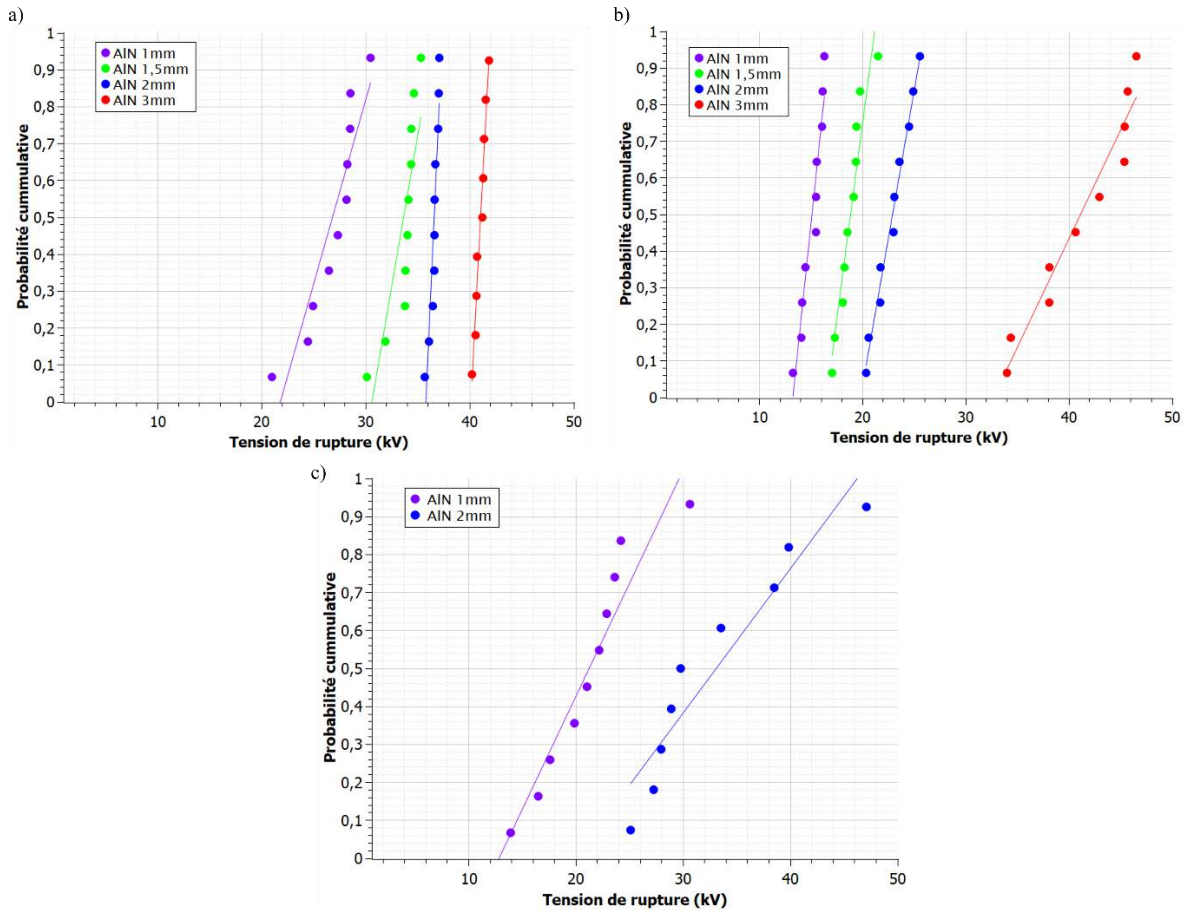 a)
AlN 1mm
AlN 1,5mm
AlN 2mm
AlN 3mm
1
0,9
0,8
0,7
0,6
0,5
0,4
0,3
0,2
0,1
0
Probabilité cummulative
10 20 30 40 50
Tension de rupture (kV)
b)
AlN 1mm
AlN 1,5mm
AlN 2mm
AlN 3mm
1
0,9
0,8
0,7
0,6
0,5
0,4
0,3
0,2
0,1
0
Probabilité cummulative
10 20 30 40 50
Tension de rupture (kV)
c)
AlN 1mm
AlN 2mm
1
0,9
0,8
0,7
0,6
0,5
0,4
0,3
0,2
0,1
0
Probabilité cummulative
10 20 30 40 50
Tension de rupture (kV)